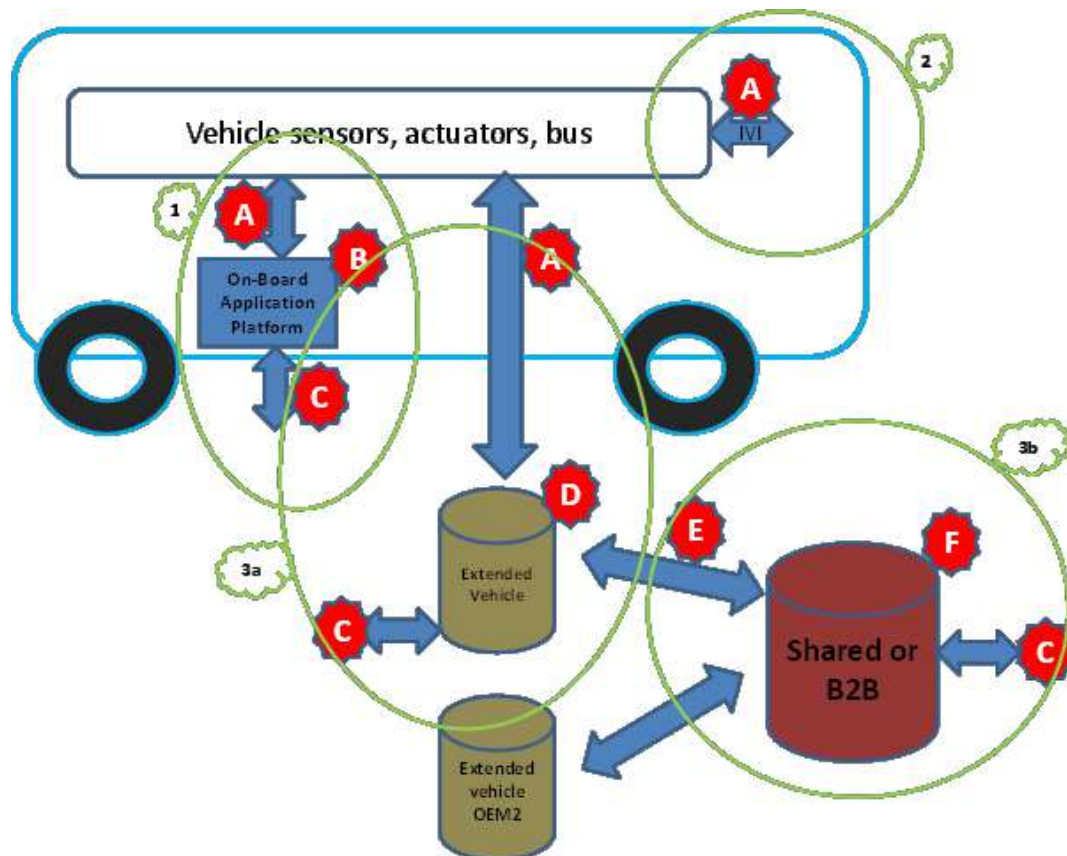 2
A
IVI
Vehicle sensors, actuators, bus
1
A
B
A
On-Board
Application
Platform
C
3b
D
E
F
3a
Extended
Vehicle
C
Shared or
B2B
C
Extended
vehicle
OEM2